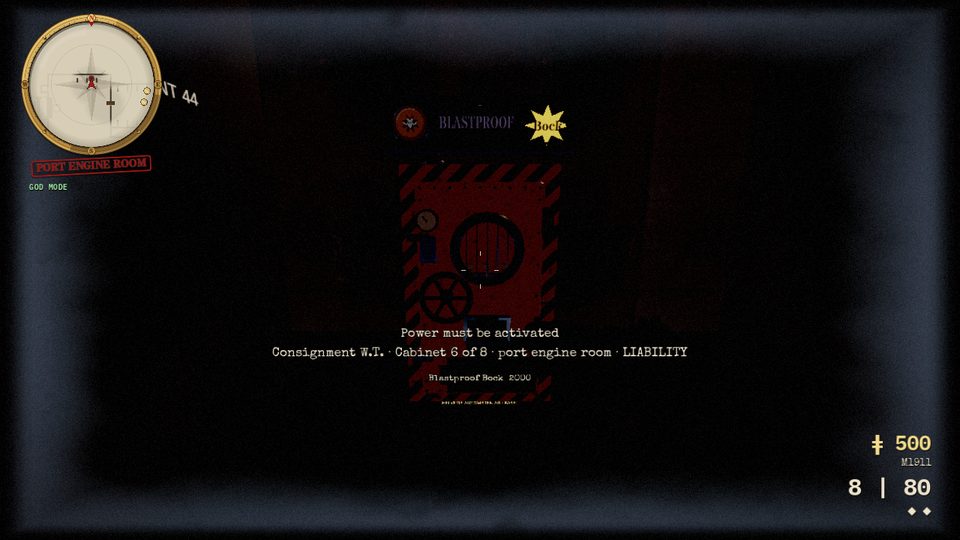 N
NT 44
PORT ENGINE ROOM
GOD MODE
BLASTPROOF
Bock
Power must be activated
Consignment W.T. · Cabinet 6 of 8 · port engine room · LIABILITY
Blastproof Bock 2000
500
M1911
8 | 80